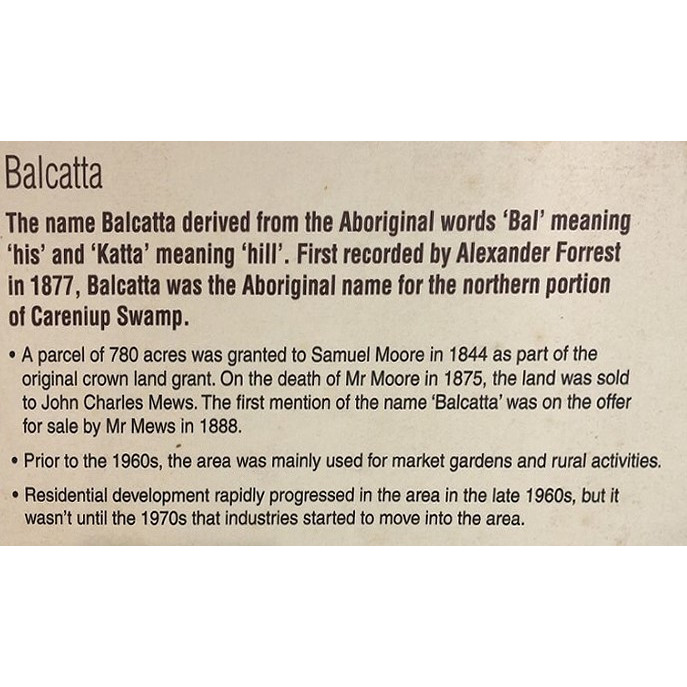 Balcatta
The name Balcatta derived from the Aboriginal words ‘Bal’ meaning
‘his’ and ‘Katta’ meaning ‘hill’. First recorded by Alexander Forrest
in 1877, Balcatta was the Aboriginal name for the northern portion
of Careniup Swamp.
• A parcel of 780 acres was granted to Samuel Moore in 1844 as part of the
original crown land grant. On the death of Mr Moore in 1875, the land was sold
to John Charles Mews. The first mention of the name ‘Balcatta’ was on the offer
for sale by Mr Mews in 1888.
• Prior to the 1960s, the area was mainly used for market gardens and rural activities.
• Residential development rapidly progressed in the area in the late 1960s, but it
wasn’t until the 1970s that industries started to move into the area.